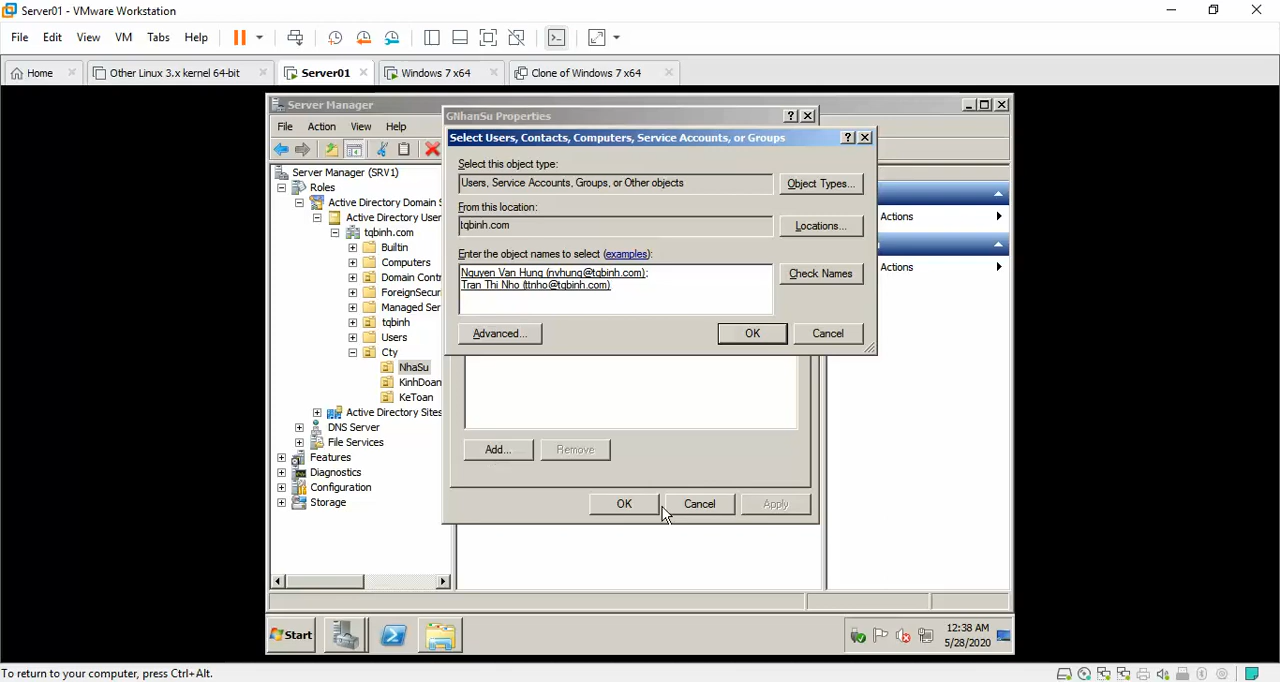 Server01 - VMware Workstation
File Edit View VM Tabs Help
Home
Other Linux 3.x kernel 64-bit
Server01
Windows 7 x64
Clone of Windows 7 x64
Server Manager
File Action View Help
GNhanSu Properties
Select Users, Contacts, Computers, Service Accounts, or Groups
Select this object type:
Users, Service Accounts, Groups, or Other objects
Object Types...
From this location:
tqbinh.com
Locations...
Enter the object names to select (examples):
Nguyen Van Hung (nvhung@tqbinh.com);
Tran Thi Nho (ttnho@tqbinh.com)
Check Names
Advanced...
OK
Cancel
Add...
Remove
OK
Cancel
Apply
Server Manager (SRV1)
Roles
Active Directory Domain S
Active Directory User
tqbinh.com
Builtin
Computers
Domain Contr
ForeignSecur
Managed Ser
tqbinh
Users
Cty
NhaSu
KinhDoan
KeToan
Active Directory Sites
DNS Server
File Services
Features
Diagnostics
Configuration
Storage
Actions
Actions
Start
12:38 AM
5/28/2020
To return to your computer, press Ctrl+Alt.